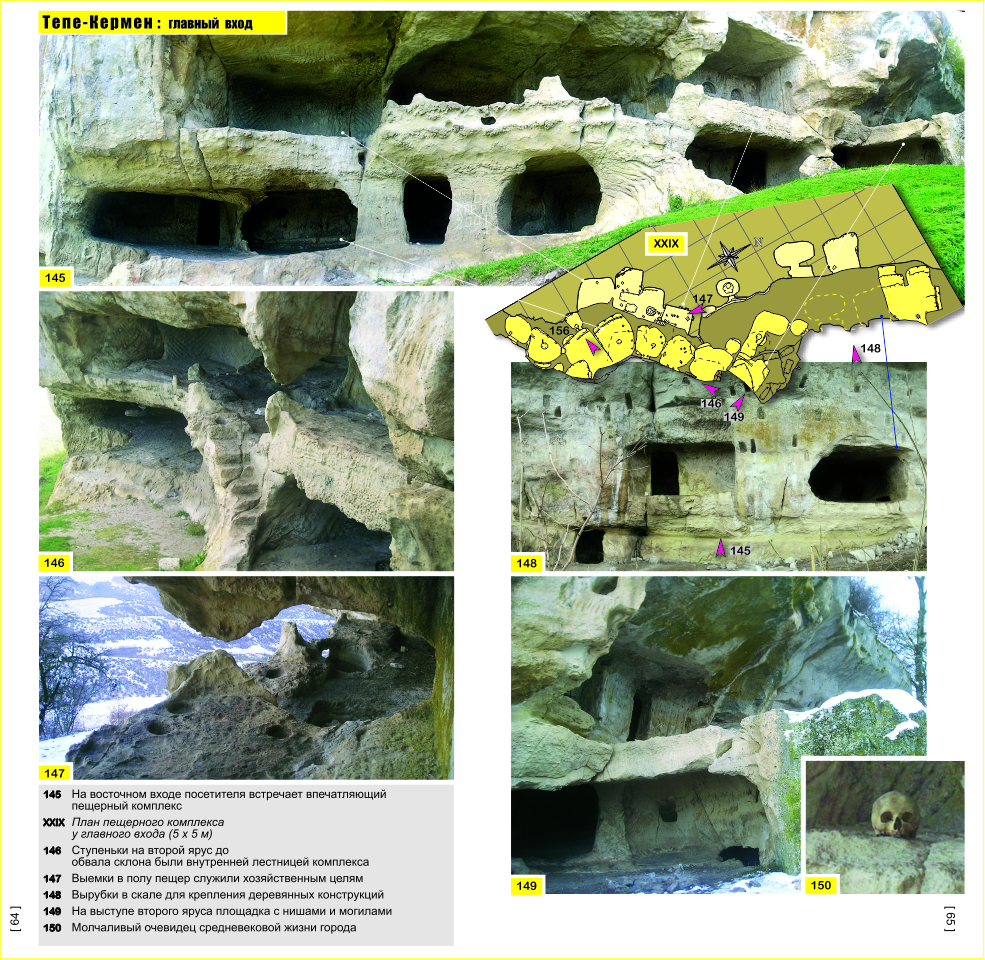 Тепе-Кермен: главный вход
145
XXIX
N
147
156
148
146
149
146
145
148
147
149
150
145 На восточном входе посетителя встречает впечатляющий
пещерный комплекс
XXIX План пещерного комплекса
у главного входа (5 x 5 м)
146 Ступеньки на второй ярус до
обвала склона были внутренней лестницей комплекса
147 Выемки в полу пещер служили хозяйственным целям
148 Вырубки в скале для крепления деревянных конструкций
149 На выступе второго яруса площадка с нишами и могилами
150 Молчаливый очевидец средневековой жизни города
[ 64 ]
[ 65 ]